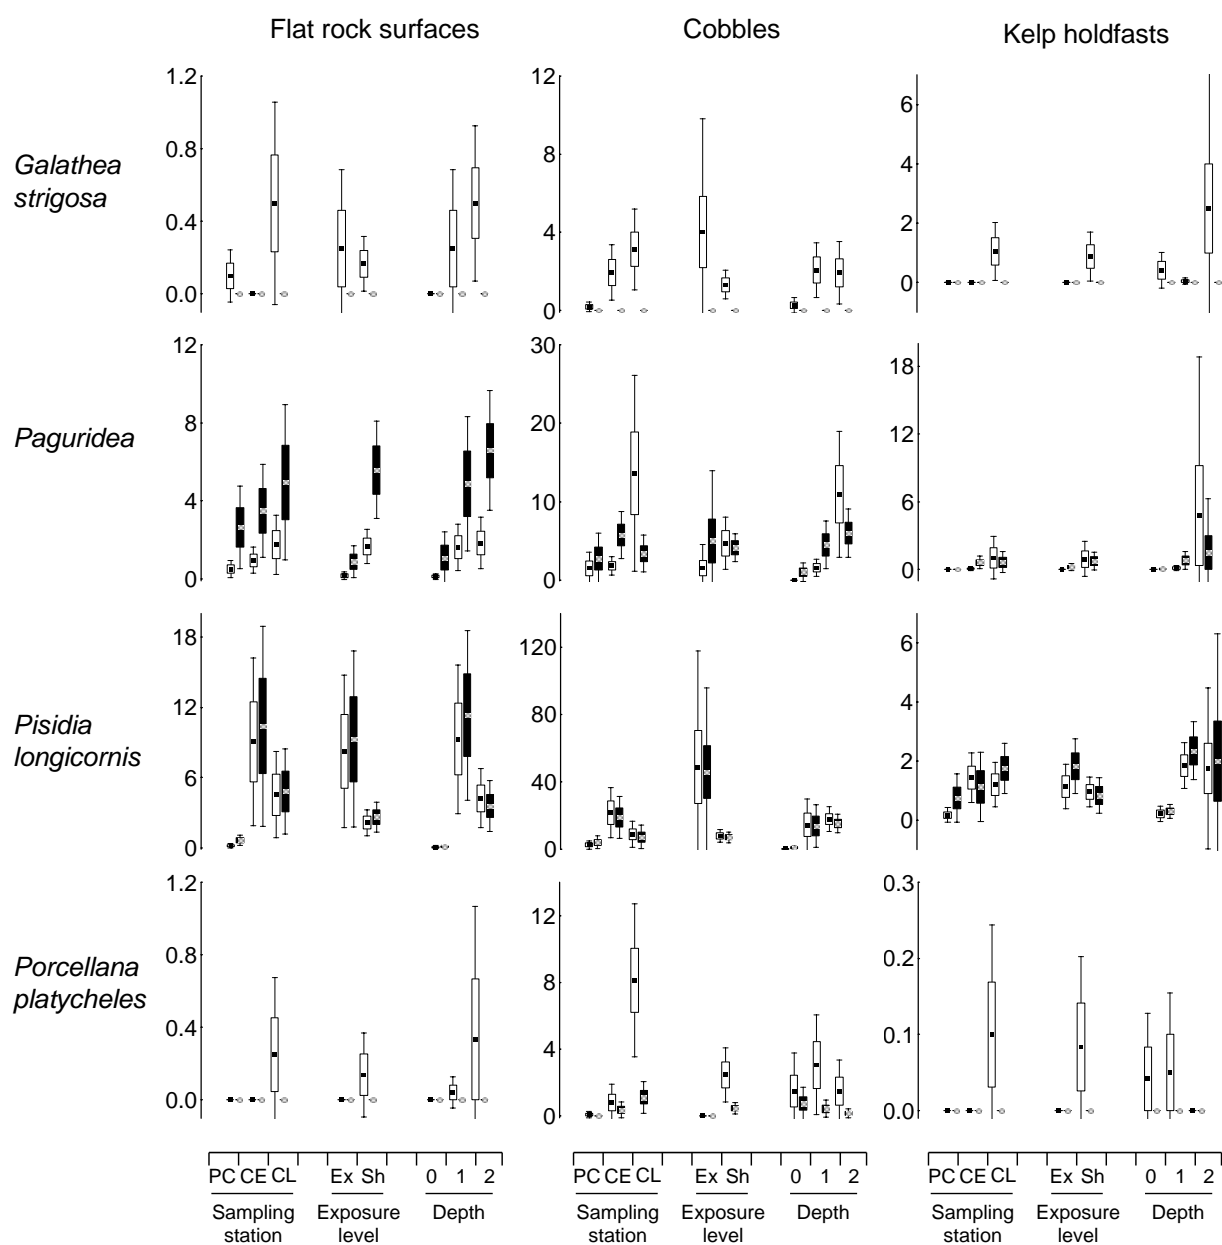 Flat rock surfaces
Cobbles
Kelp holdfasts
Galathea
strigosa
1.2
0.8
0.4
0.0
12
8
4
0
6
4
2
0
Paguridea
12
8
4
0
30
20
10
0
18
12
6
0
Pisidia
longicornis
18
12
6
0
120
80
40
0
6
4
2
0
Porcellana
platycheles
1.2
0.8
0.4
0.0
12
8
4
0
0.3
0.2
0.1
0.0
PC CE CL Ex Sh 0 1 2
PC CE CL Ex Sh 0 1 2
PC CE CL Ex Sh 0 1 2
Sampling
station
Exposure
level
Depth
Sampling
station
Exposure
level
Depth
Sampling
station
Exposure
level
Depth